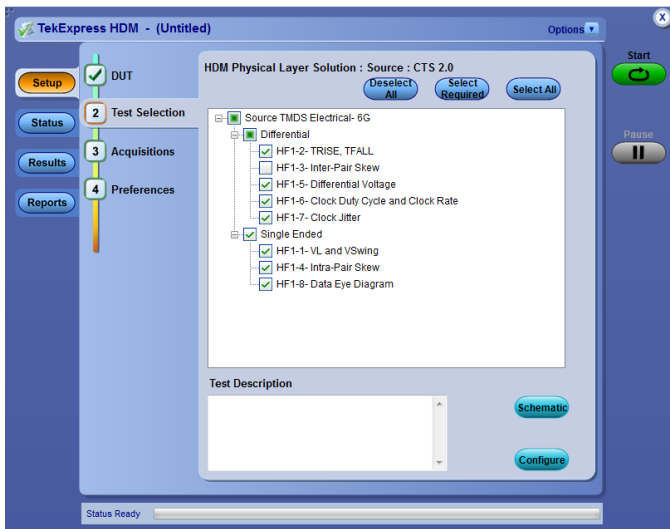 TekExpress HDM - (Untitled)
Options
Start
Pause
Setup
Status
Results
Reports
DUT
2 Test Selection
3 Acquisitions
4 Preferences
HDM Physical Layer Solution : Source : CTS 2.0
Deselect All
Select Required
Select All
Source TMDS Electrical- 6G
Differential
HF1-2- TRISE, TFALL
HF1-3- Inter-Pair Skew
HF1-5- Differential Voltage
HF1-6- Clock Duty Cycle and Clock Rate
HF1-7- Clock Jitter
Single Ended
HF1-1- VL and VSwing
HF1-4- Intra-Pair Skew
HF1-8- Data Eye Diagram
Test Description
Schematic
Configure
Status Ready